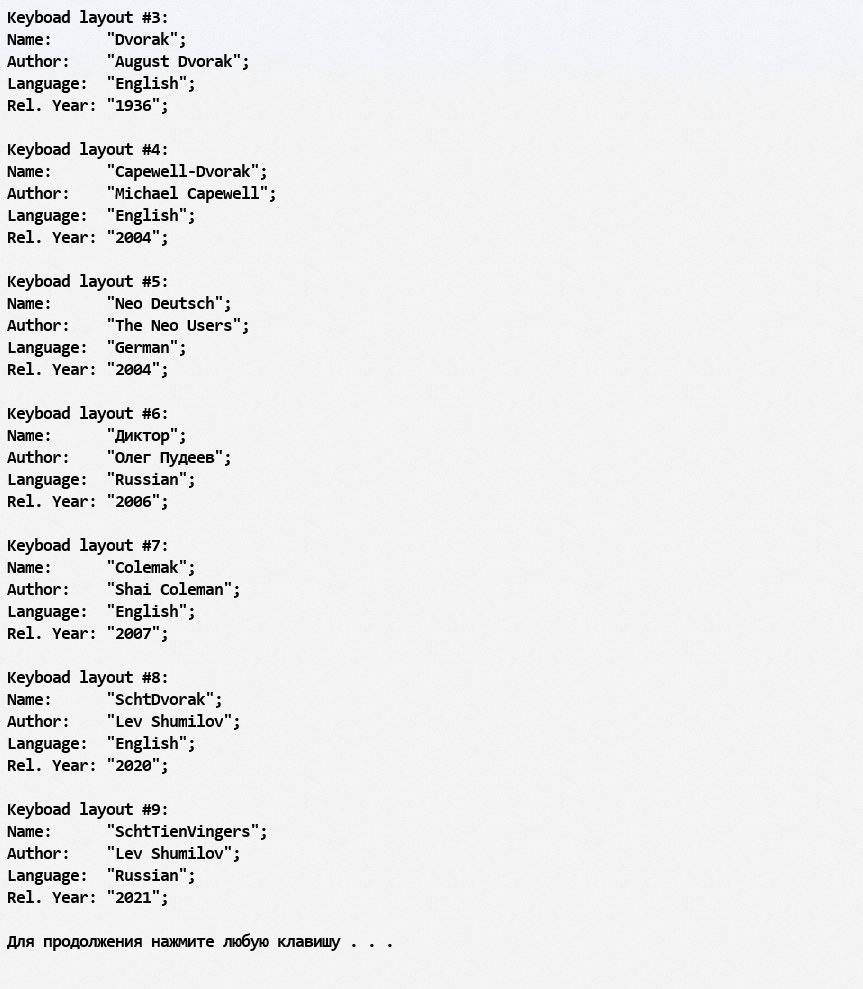 Keyboad layout #3:
Name:      "Dvorak";
Author:    "August Dvorak";
Language:  "English";
Rel. Year: "1936";

Keyboad layout #4:
Name:      "Capewell-Dvorak";
Author:    "Michael Capewell";
Language:  "English";
Rel. Year: "2004";

Keyboad layout #5:
Name:      "Neo Deutsch";
Author:    "The Neo Users";
Language:  "German";
Rel. Year: "2004";

Keyboad layout #6:
Name:      "Диктор";
Author:    "Олег Пудеев";
Language:  "Russian";
Rel. Year: "2006";

Keyboad layout #7:
Name:      "Colemak";
Author:    "Shai Coleman";
Language:  "English";
Rel. Year: "2007";

Keyboad layout #8:
Name:      "SchtDvorak";
Author:    "Lev Shumilov";
Language:  "English";
Rel. Year: "2020";

Keyboad layout #9:
Name:      "SchtTienVingers";
Author:    "Lev Shumilov";
Language:  "Russian";
Rel. Year: "2021";

Для продолжения нажмите любую клавишу . . .